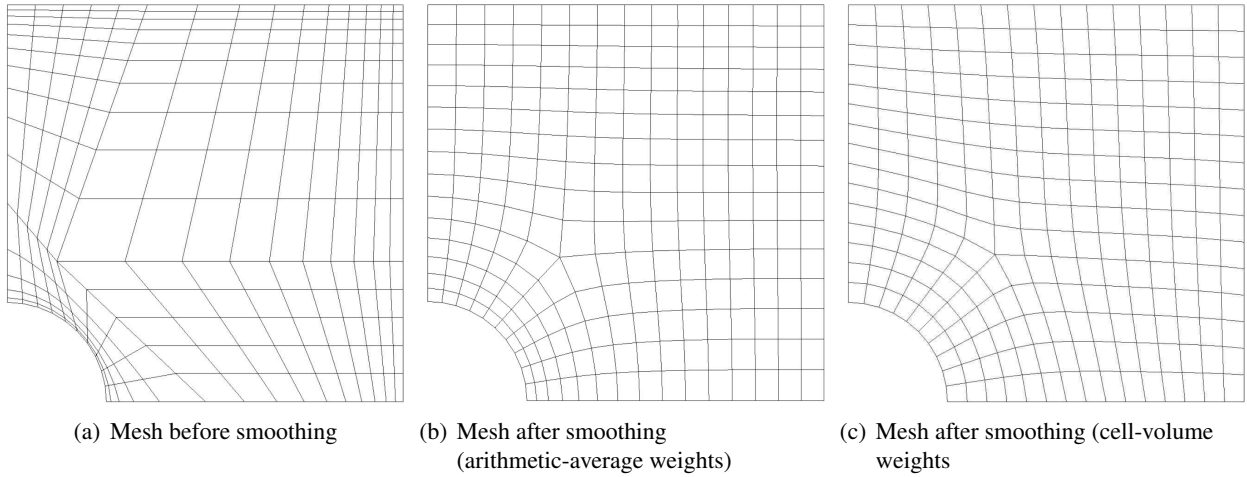 (a) Mesh before smoothing
(b) Mesh after smoothing
(arithmetic-average weights)
(c) Mesh after smoothing (cell-volume
weights